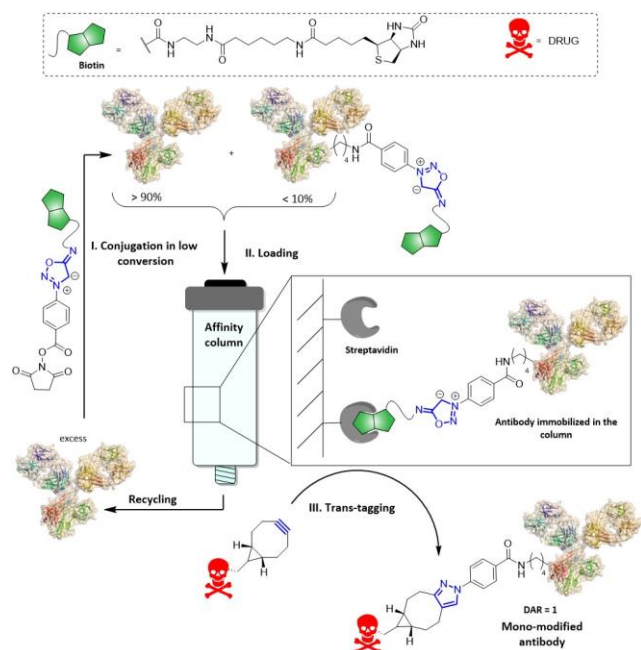 Biotin
=
= DRUG
+
> 90%
< 10%
I. Conjugation in low
conversion
II. Loading
Affinity
column
Streptavidin
Antibody immobilized in the
column
excess
Recycling
III. Trans-tagging
DAR = 1
Mono-modified
antibody